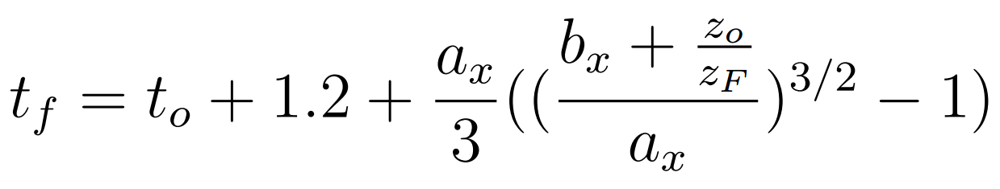 t_f = t_o + 1.2 + \frac{a_x}{3}((\frac{b_x + \frac{z_o}{z_F}}{a_x})^{3/2} - 1)